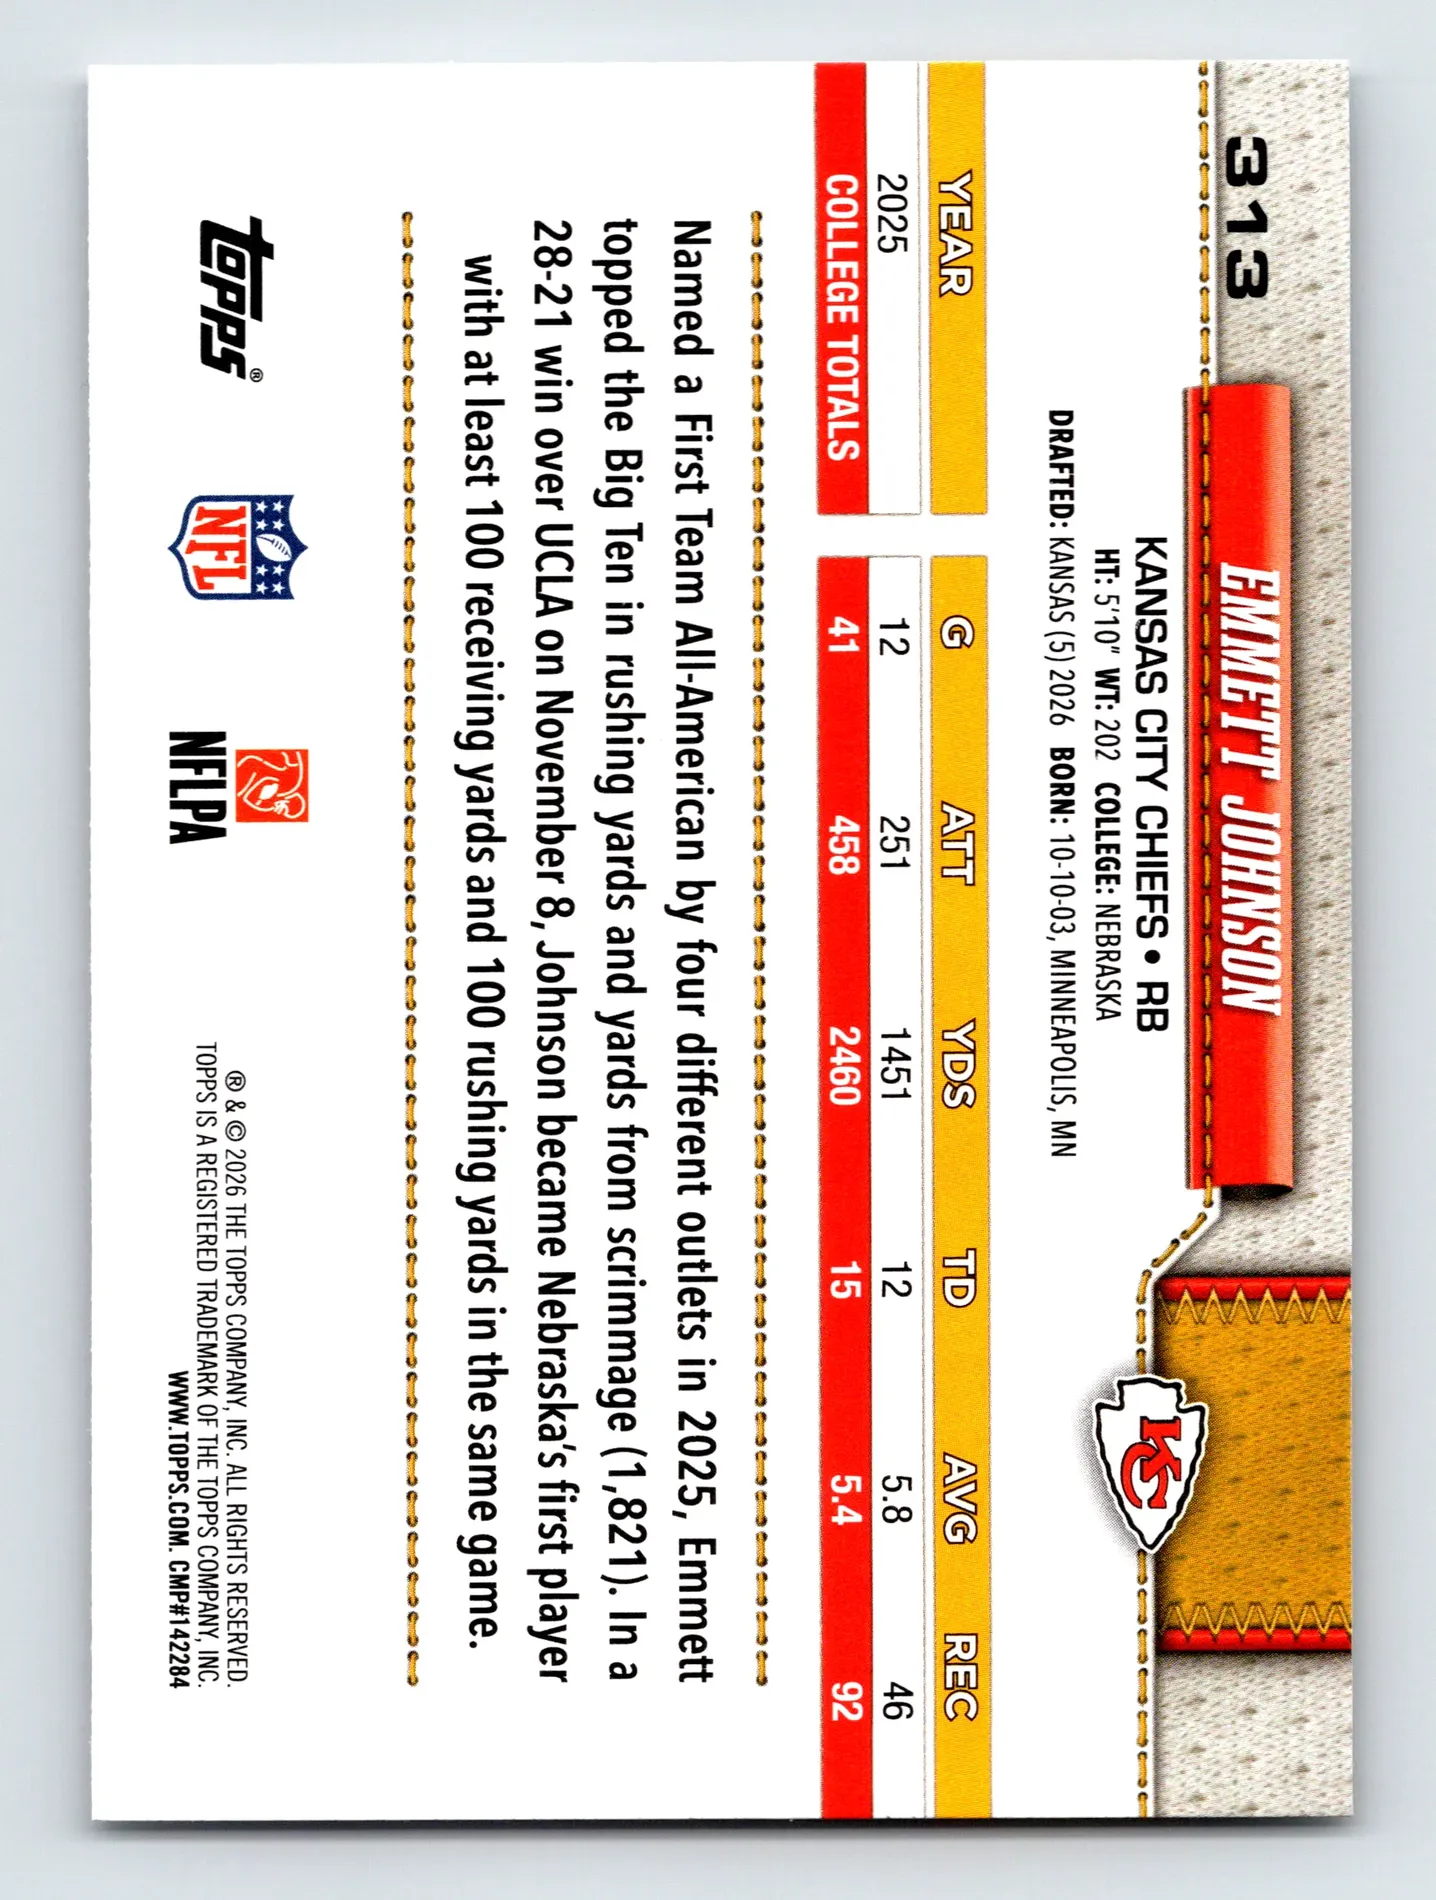 313
EMMETT JOHNSON
KANSAS CITY CHIEFS • RB
HT: 5'10" WT: 202 COLLEGE: NEBRASKA
DRAFTED: KANSAS (5) 2026 BORN: 10-10-03, MINNEAPOLIS, MN
KC
YEAR G ATT YDS TD AVG REC
2025 12 251 1451 12 5.8 46
COLLEGE TOTALS 41 458 2460 15 5.4 92
Named a First Team All-American by four different outlets in 2025, Emmett
topped the Big Ten in rushing yards and yards from scrimmage (1,821). In a
28-21 win over UCLA on November 8, Johnson became Nebraska's first player
with at least 100 receiving yards and 100 rushing yards in the same game.
topps®
NFL
NFLPA
® & © 2026 THE TOPPS COMPANY, INC. ALL RIGHTS RESERVED.
TOPPS IS A REGISTERED TRADEMARK OF THE TOPPS COMPANY, INC.
WWW.TOPPS.COM. CMP#142284